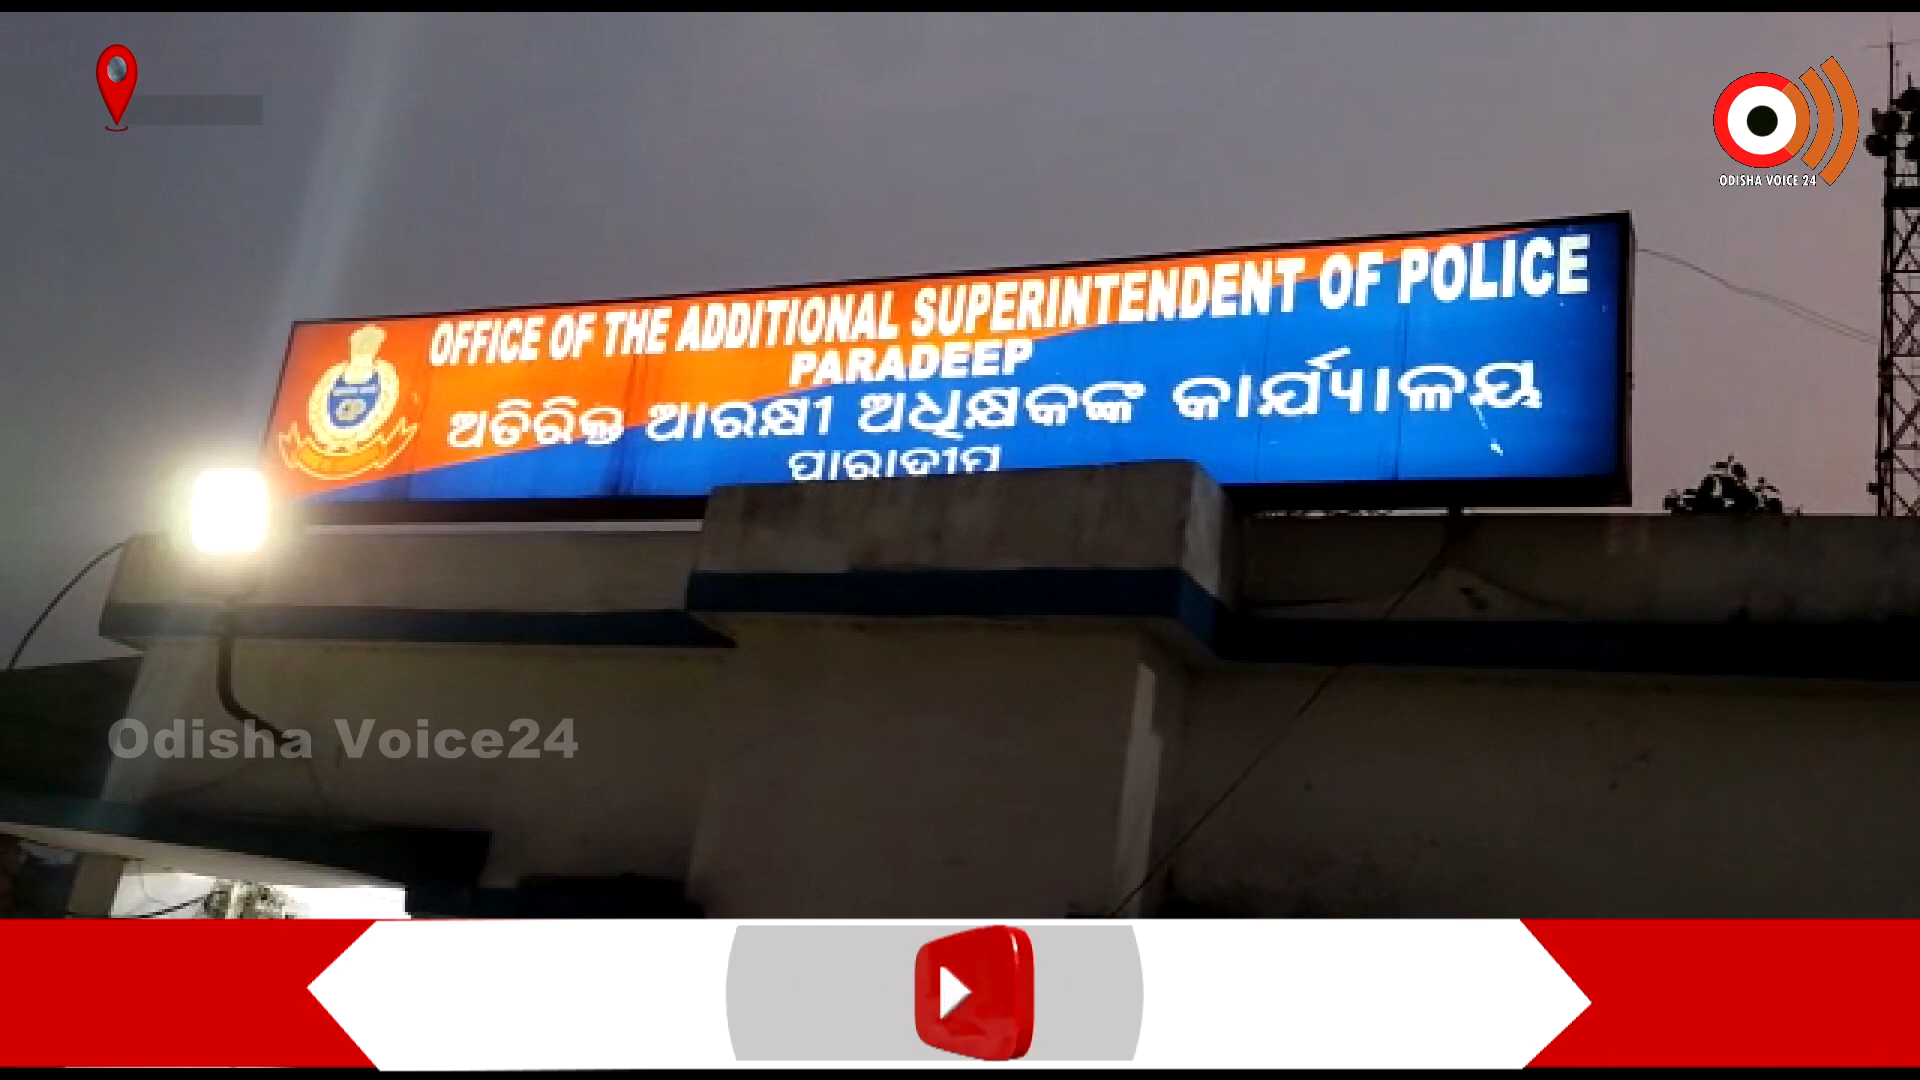 ODISHA VOICE 24
OFFICE OF THE ADDITIONAL SUPERINTENDENT OF POLICE
PARADEEP
ଅତିରିକ୍ତ ଆରକ୍ଷୀ ଅଧିକ୍ଷକଙ୍କ କାର୍ଯ୍ୟାଳୟ
ପାରାଦୀପ
Odisha Voice24